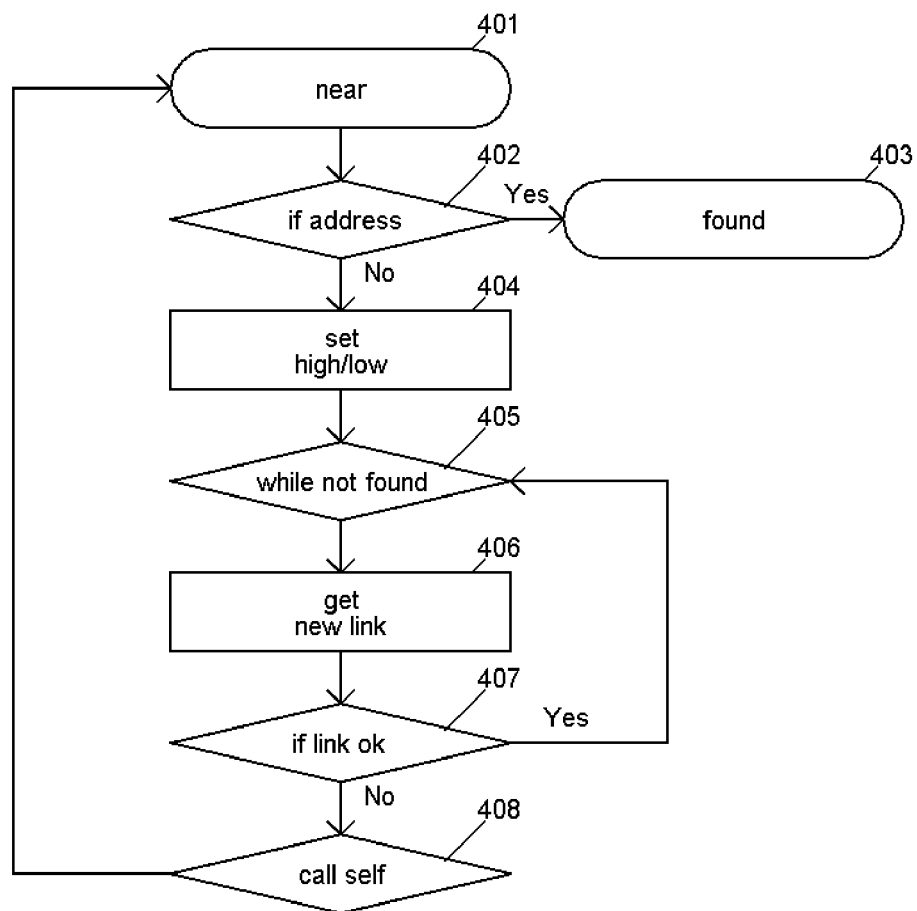 401
near
402
403
if address
Yes
found
No
404
set
high/low
405
while not found
406
get
new link
407
if link ok
Yes
No
408
call self